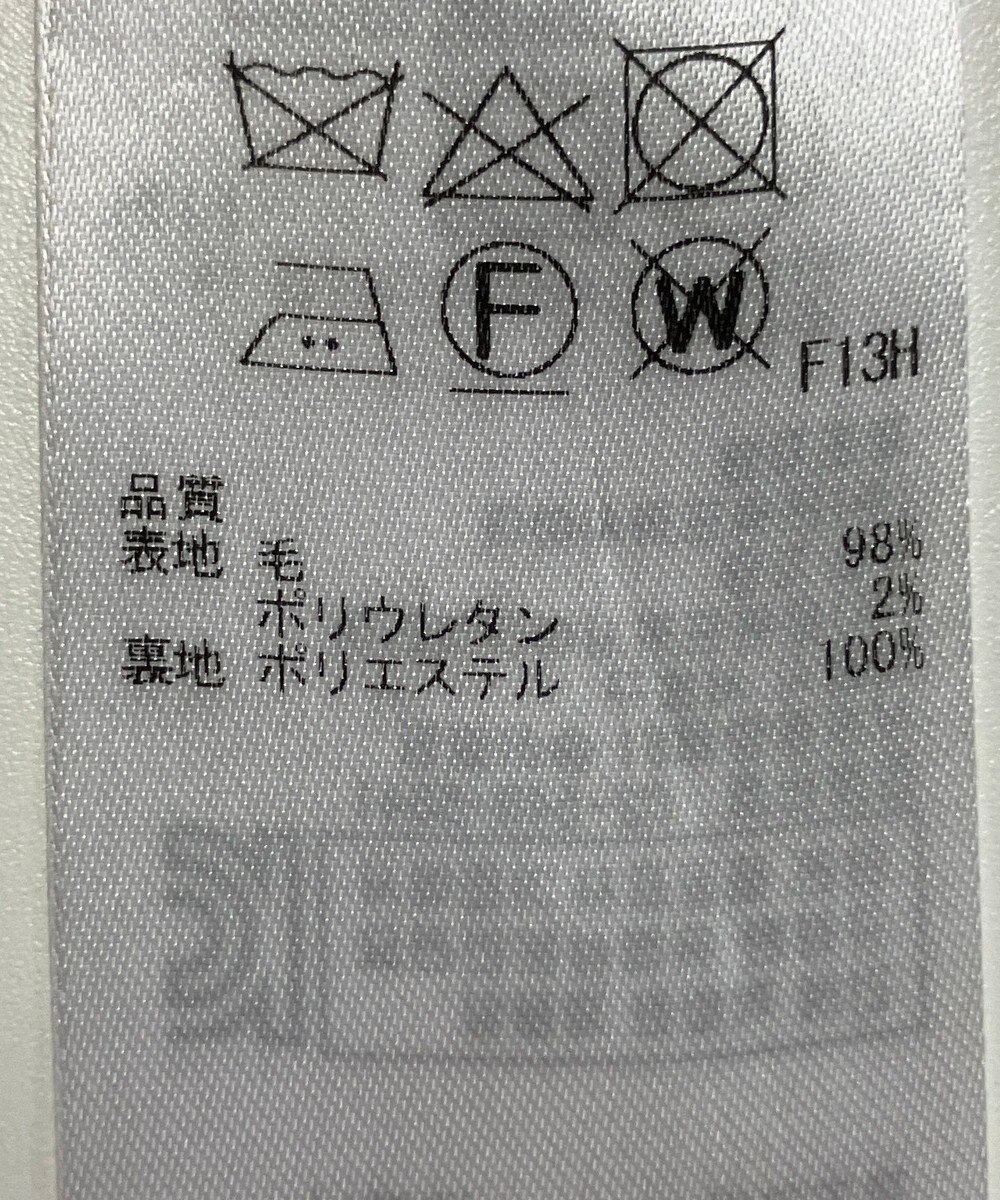 F W F13H
品質
表地 毛 98%
ポリウレタン 2%
裏地 ポリエステル 100%